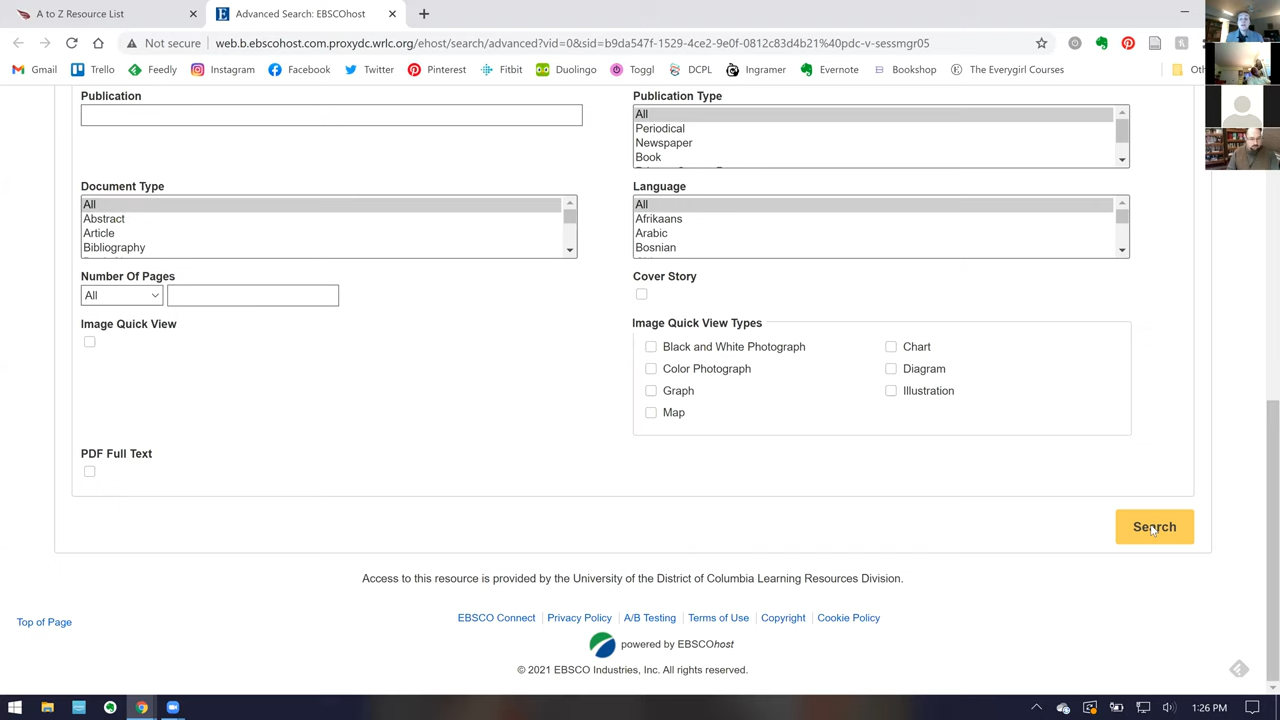 A to Z Resource List
Advanced Search: EBSCOhost
Not secure
web.b.ebscohost.com.proxydc.wrlc.org/ehost/search/advanced?vid=
&sid=b9da547f-1529-4ce2-9e0f-0812c93d4b21%40pdc-v-sessmgr05
Gmail Trello Feedly Instagram Facebook Twitter Pinterest Fitbit Duolingo Toggl DCPL Ingramer Evernote Bookshop The Everygirl Courses
Publication
Publication Type
All
Periodical
Newspaper
Book
Document Type
All
Abstract
Article
Bibliography
Language
All
Afrikaans
Arabic
Bosnian
Number Of Pages
All
Cover Story
Image Quick View
Image Quick View Types
Black and White Photograph Chart
Color Photograph Diagram
Graph Illustration
Map
PDF Full Text
Search
Access to this resource is provided by the University of the District of Columbia Learning Resources Division.
Top of Page
EBSCO Connect Privacy Policy A/B Testing Terms of Use Copyright Cookie Policy
powered by EBSCOhost
© 2021 EBSCO Industries, Inc. All rights reserved.
1:26 PM